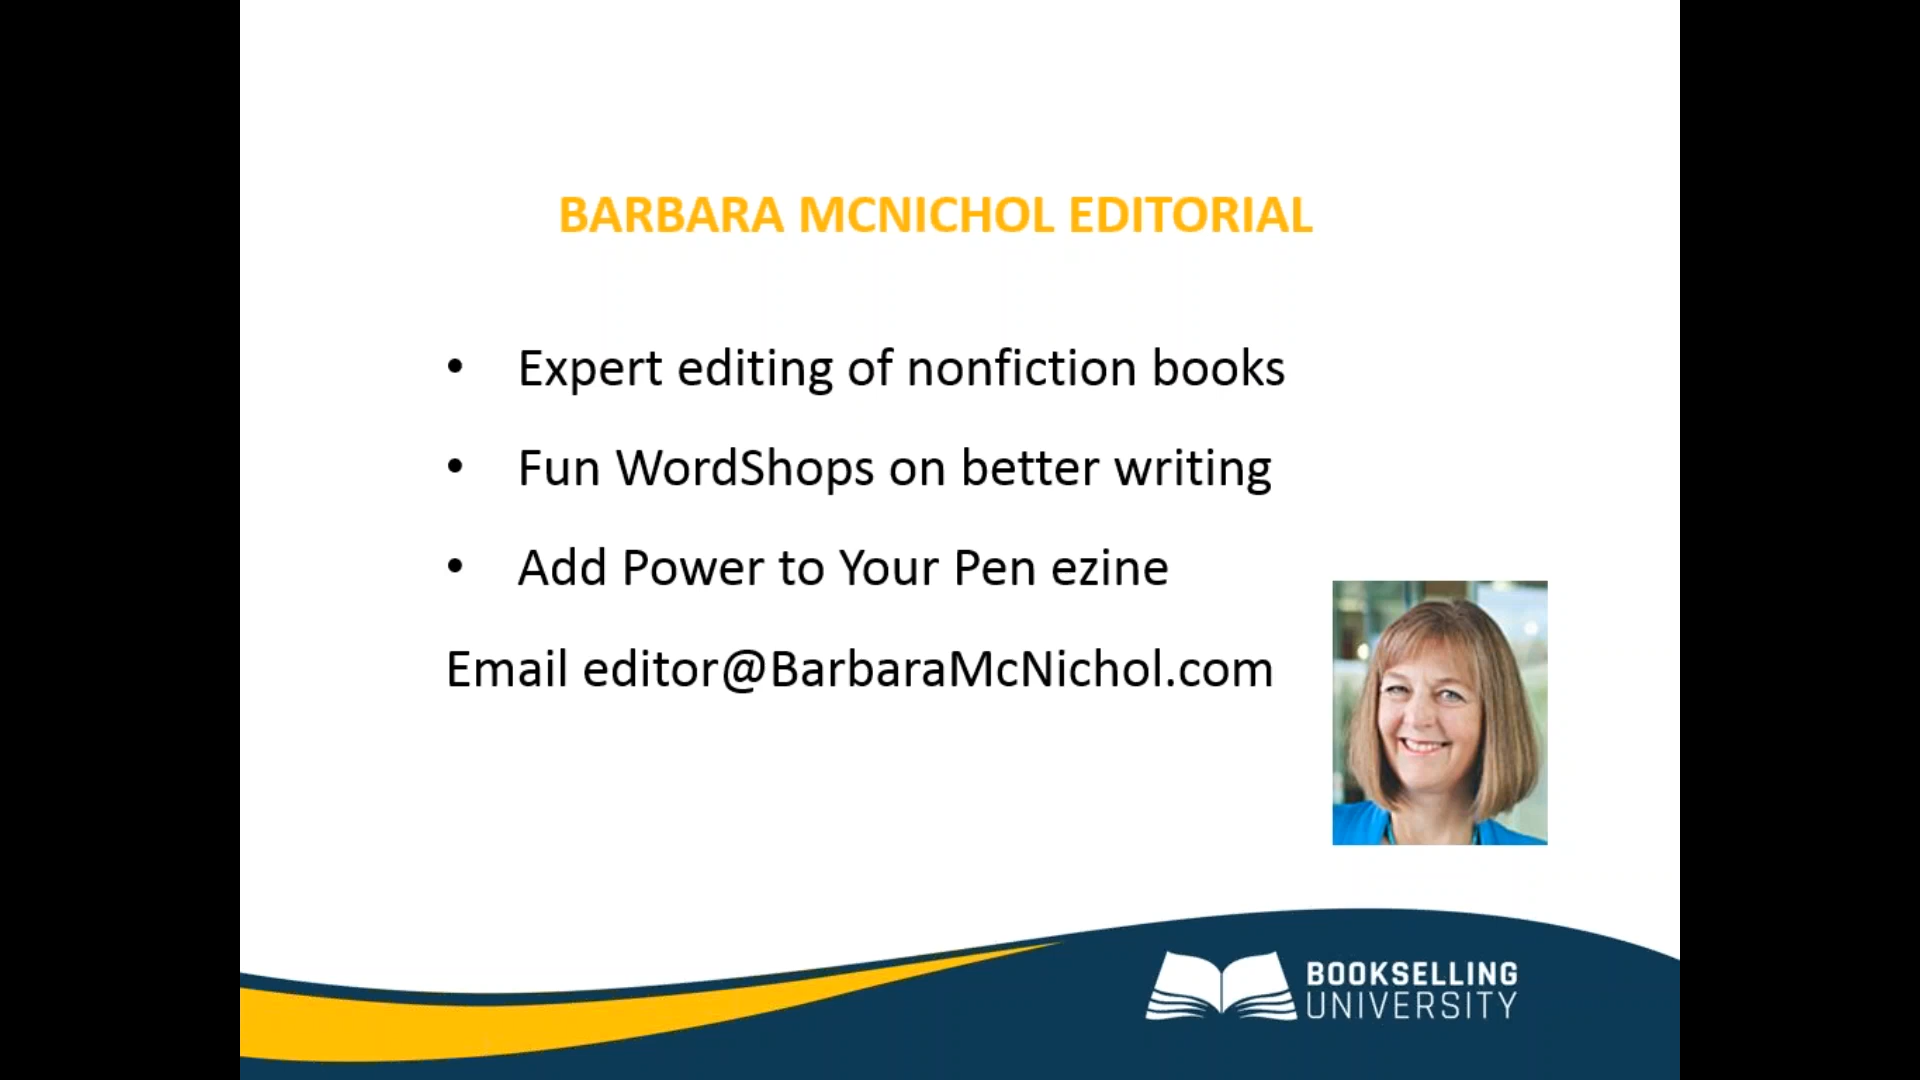 BARBARA MCNICHOL EDITORIAL
• Expert editing of nonfiction books
• Fun WordShops on better writing
• Add Power to Your Pen ezine
Email editor@BarbaraMcNichol.com
BOOKSELLING
UNIVERSITY